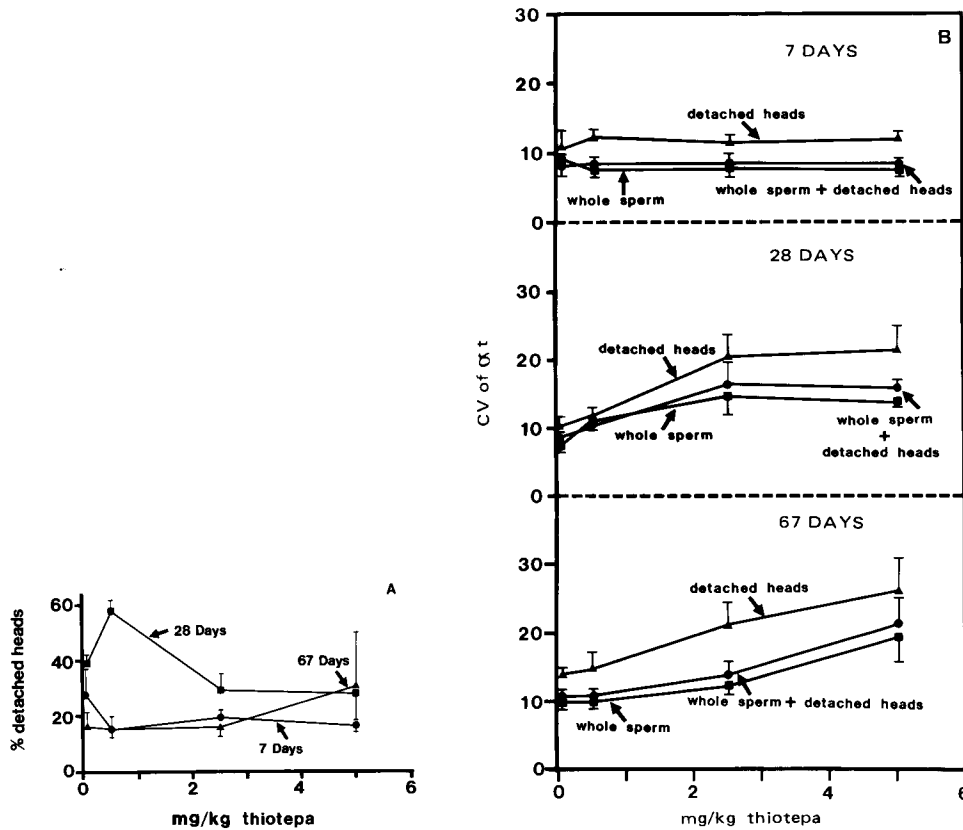 A
% detached heads
60
40
20
0
28 Days
67 Days
7 Days
0 2 4 6
mg/kg thiotepa
B
CV of αt
7 DAYS
30
20
10
0
detached heads
whole sperm
whole sperm + detached heads
28 DAYS
30
20
10
0
detached heads
whole sperm
whole sperm
+
detached heads
67 DAYS
30
20
10
0
detached heads
whole sperm + detached heads
whole sperm
0 2 4 6
mg/kg thiotepa